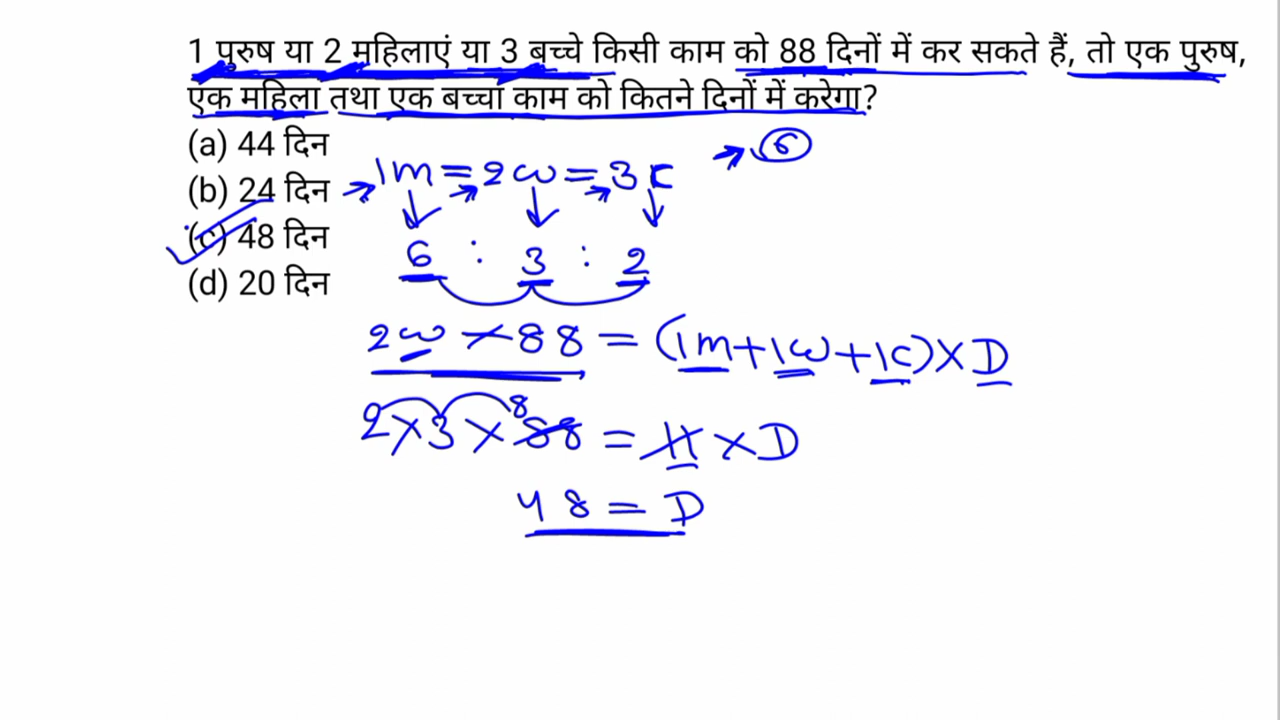 1 पुरुष या 2 महिलाएं या 3 बच्चे किसी काम को 88 दिनों में कर सकते हैं, तो एक पुरुष,
एक महिला तथा एक बच्चा काम को कितने दिनों में करेगा?
(a) 44 दिन
(b) 24 दिन
(c) 48 दिन
(d) 20 दिन
1m = 2w = 3c
6
6 : 3 : 2
2w × 88 = (1m+1w+1c) × D
2×3×88 = 11 × D
8
48 = D